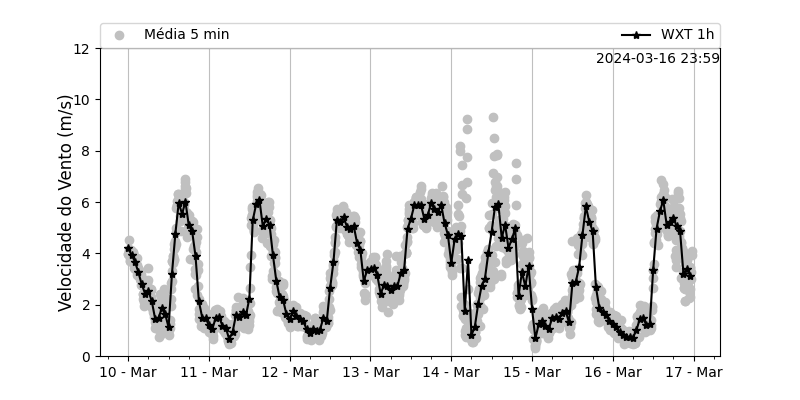 Média 5 min
WXT 1h
2024-03-16 23:59
Velocidade do Vento (m/s)
12
10
8
6
4
2
0
10 - Mar
11 - Mar
12 - Mar
13 - Mar
14 - Mar
15 - Mar
16 - Mar
17 - Mar